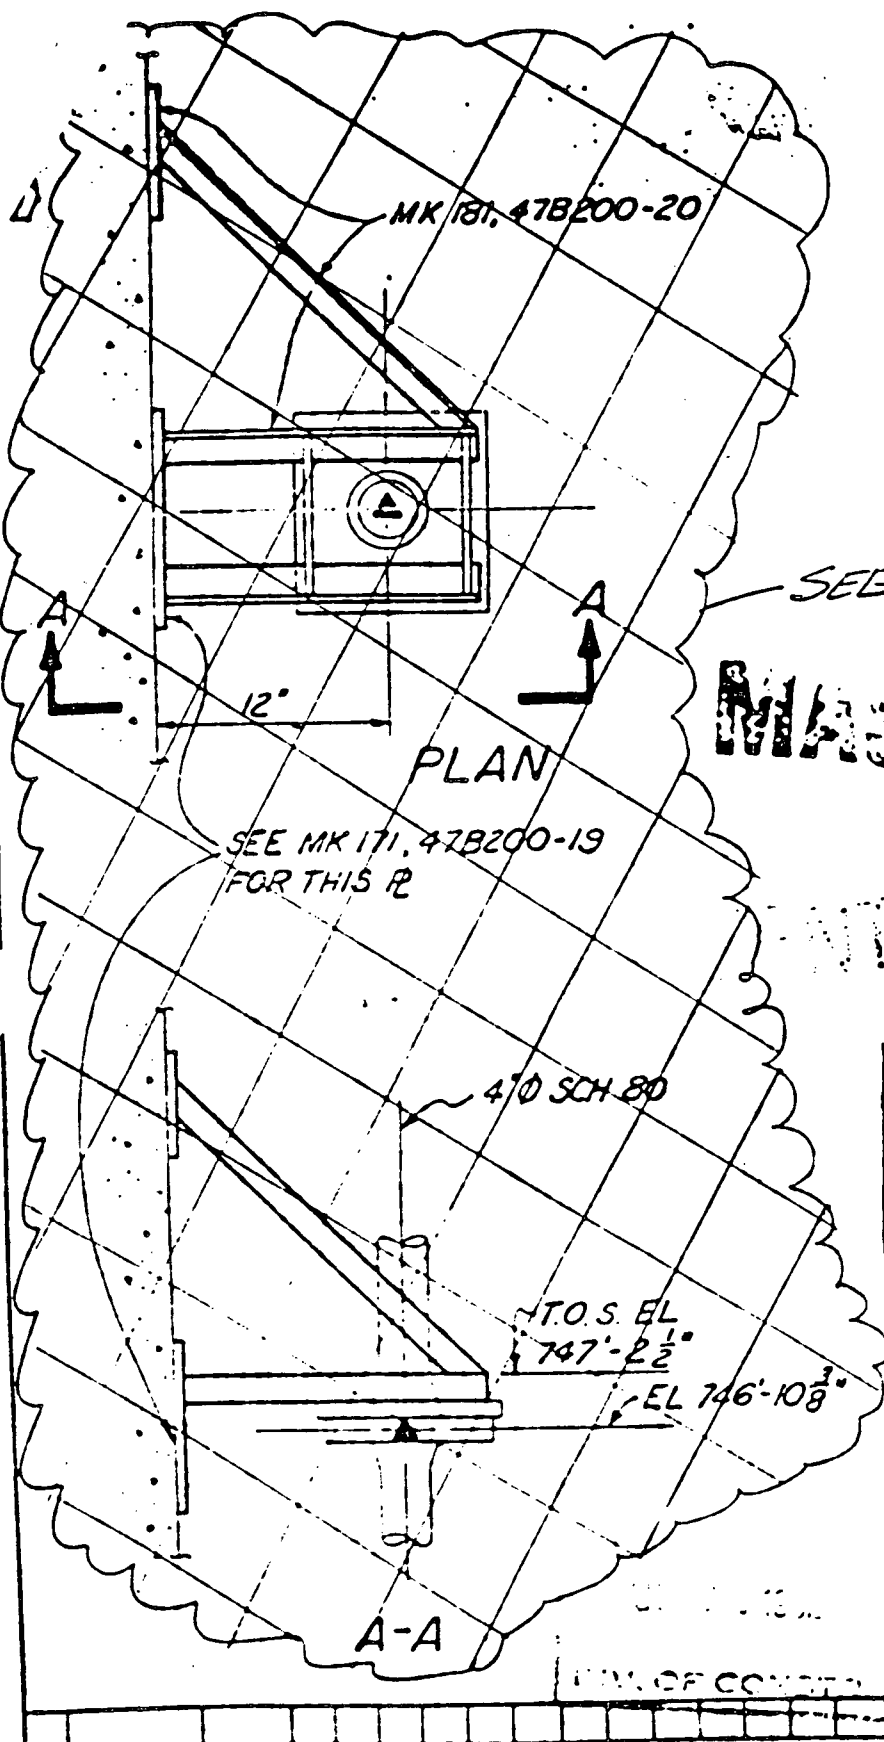 MK 181, 47B200-20
SEE
A
A
12"
PLAN
SEE MK 171, 47B200-19
FOR THIS ⅊
4"Ø SCH 80
T.O.S. EL
747'-2½"
EL 746'-10⅜"
A-A
OF